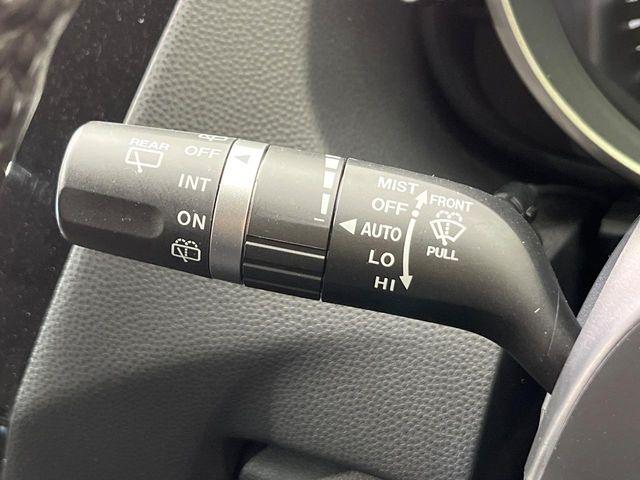 REAR
OFF
INT
ON
MIST
OFF
AUTO
LO
HI
FRONT
PULL